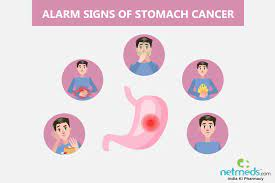 ALARM SIGNS OF STOMACH CANCER
netmeds.com
India Ki Pharmacy